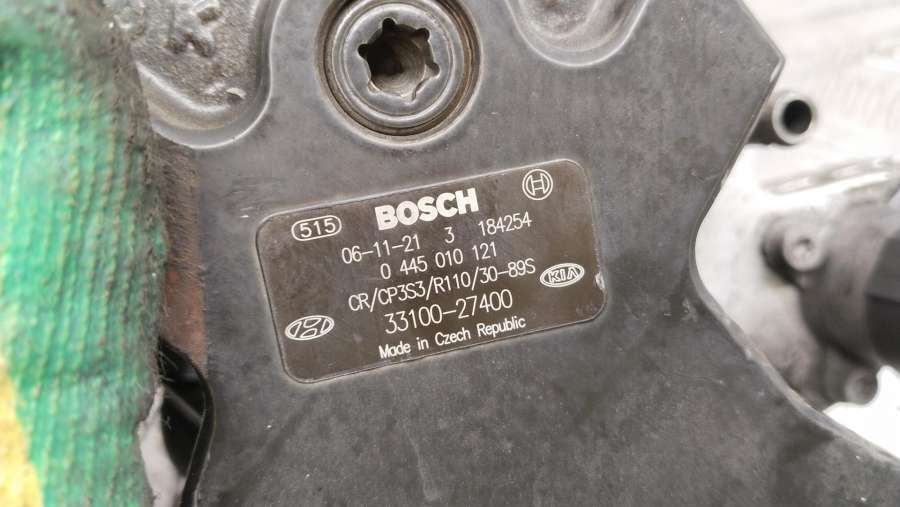 515 BOSCH H
06-11-21 3 184254
0 445 010 121
CR/CP3S3/R110/30-89S KIA
33100-27400
Made in Czech Republic